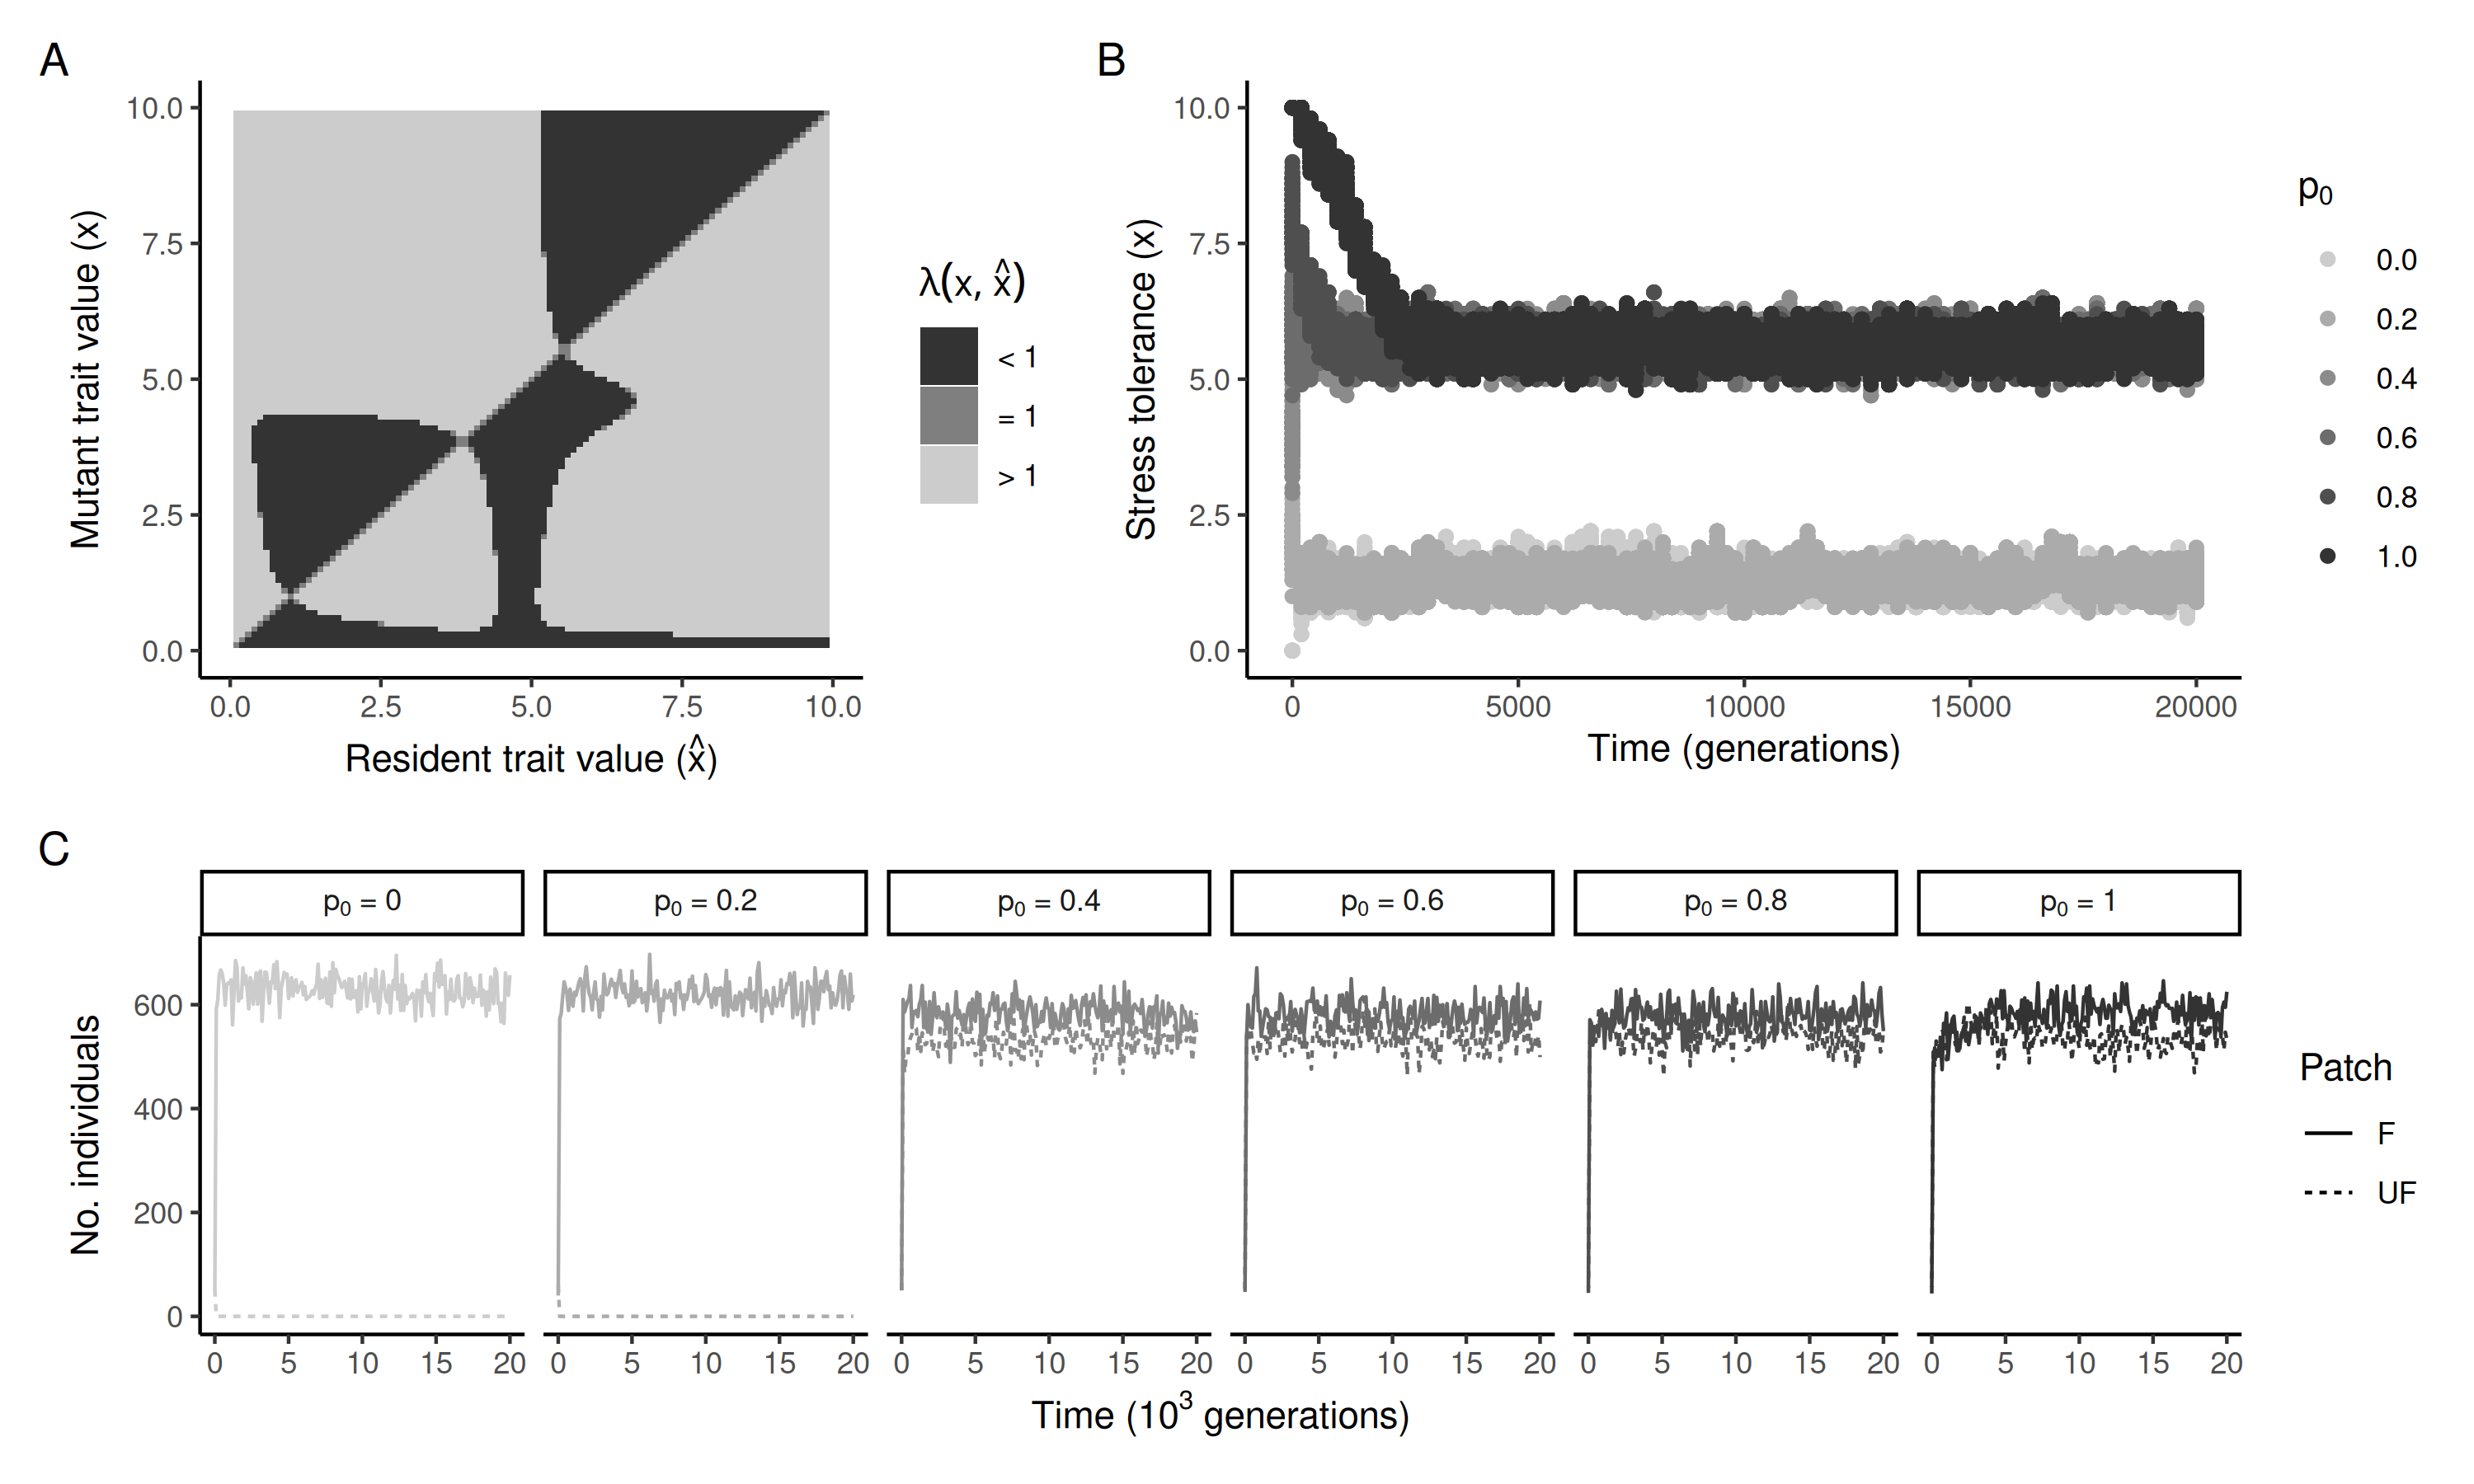 A
10.0
7.5
5.0
2.5
0.0
Mutant trait value (x)
0.0 2.5 5.0 7.5 10.0
Resident trait value (x̂)
λ(x, x̂)
< 1
= 1
> 1
B
10.0
7.5
5.0
2.5
0.0
Stress tolerance (x)
0 5000 10000 15000 20000
Time (generations)
p₀
0.0
0.2
0.4
0.6
0.8
1.0
C
p₀ = 0 p₀ = 0.2 p₀ = 0.4 p₀ = 0.6 p₀ = 0.8 p₀ = 1
600
400
200
0
No. individuals
0 5 10 15 20 0 5 10 15 20 0 5 10 15 20 0 5 10 15 20 0 5 10 15 20 0 5 10 15 20
Time (10³ generations)
Patch
F
UF